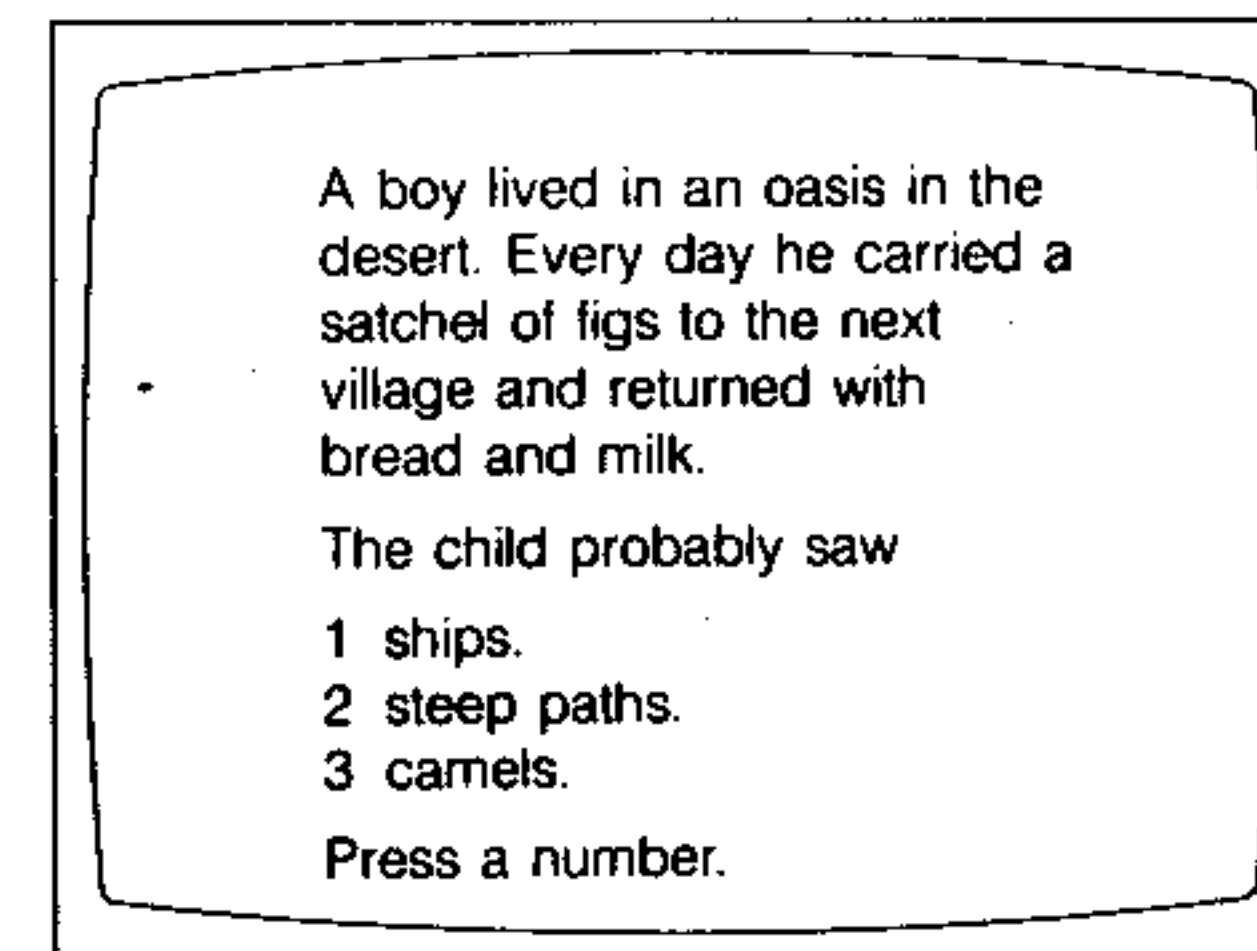 A boy lived in an oasis in the
desert. Every day he carried a
satchel of figs to the next
village and returned with
bread and milk.
The child probably saw
1 ships.
2 steep paths.
3 camels.
Press a number.